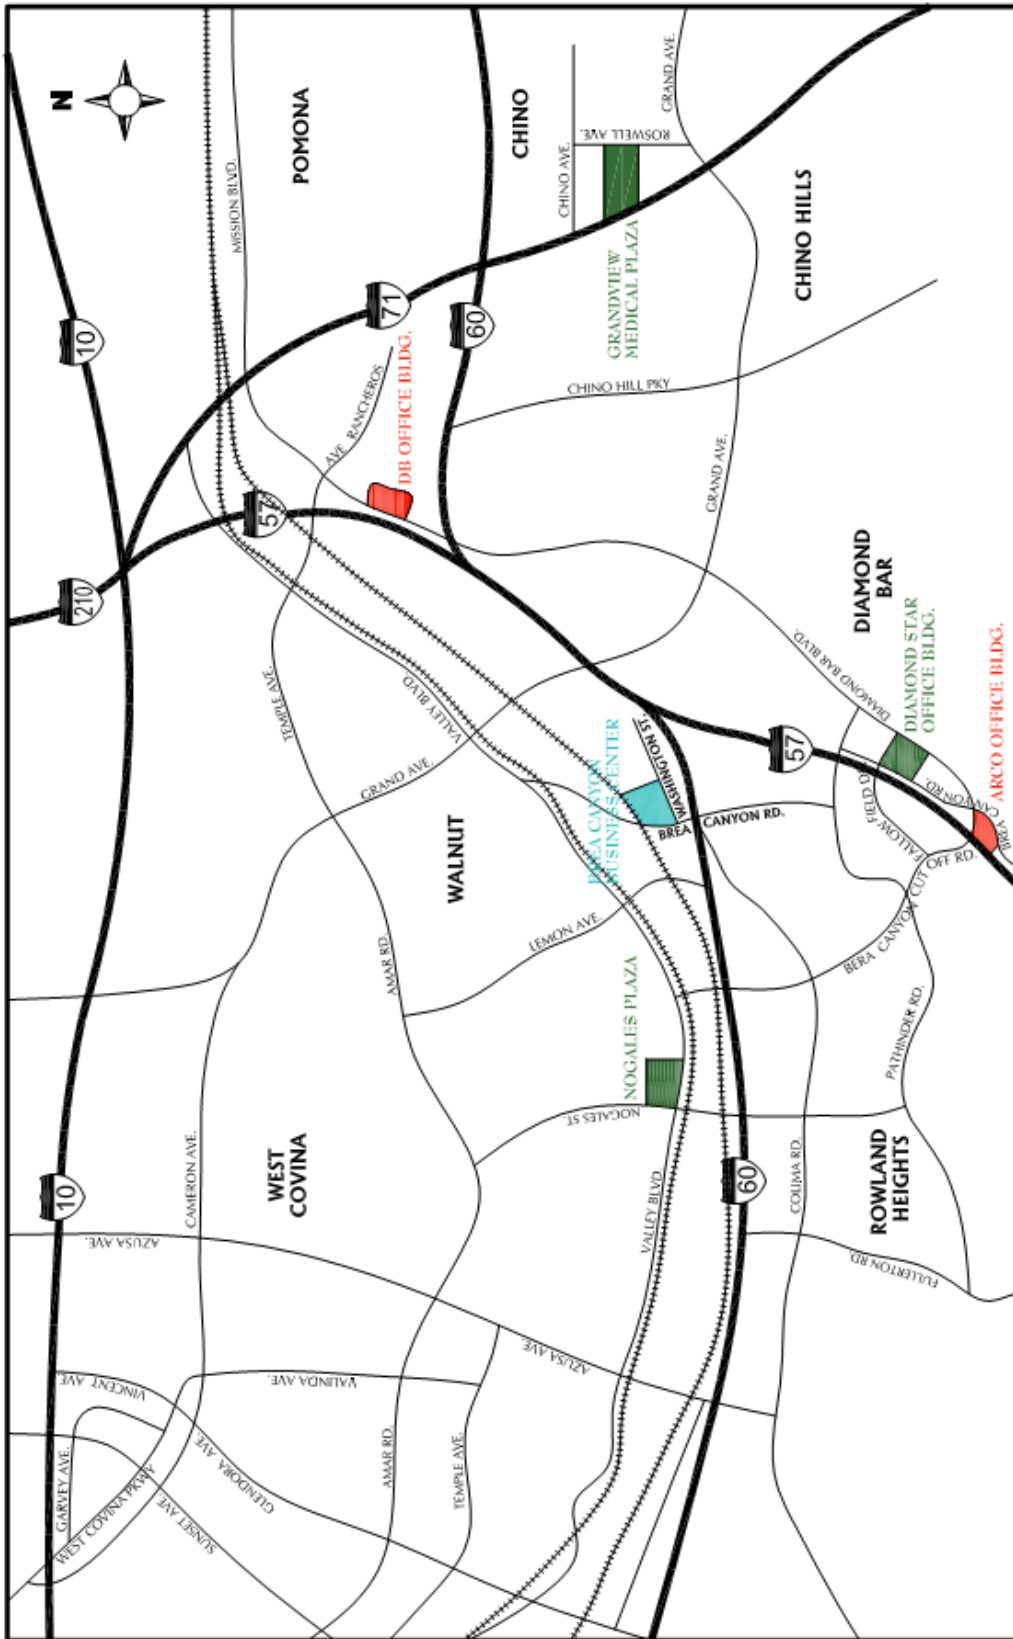 N
10
MISSION BLVD.
POMONA
CHINO
GRAND AVE.
ROSWELL AVE.
CHINO AVE.
71
60
GRANDVIEW
MEDICAL PLAZA
CHINO HILLS
AVE RANCHEROS
DB OFFICE BLDG.
CHINO HILL PKY
57
GRAND AVE.
210
TEMPLE AVE.
VALLEY BLVD.
DIAMOND
BAR
DIAMOND BAR BLVD.
DIAMOND STAR
OFFICE BLDG.
GRAND AVE.
WASHINGTON ST.
57
BREA CANYON
BUSINESS CENTER
BREA CANYON RD.
FALLOW FIELD D
BREA CANYON RD.
ARCO OFFICE BLDG.
WALNUT
LEMON AVE.
AMAR RD.
BERA CANYON CUT OFF RD.
NOGALES PLAZA
PATHFINDER RD.
NOGALES ST.
10
CAMERON AVE.
WEST
COVINA
AZUSA AVE.
VALLEY BLVD
60
COLIMA RD.
ROWLAND
HEIGHTS
FULLERTON RD.
VINCENT AVE.
VALINDA AVE.
AZUSA AVE.
GARVEY AVE.
WEST COVINA PKWY
SUNSET AVE.
GLENDORA AVE.
AMAR RD.
TEMPLE AVE.